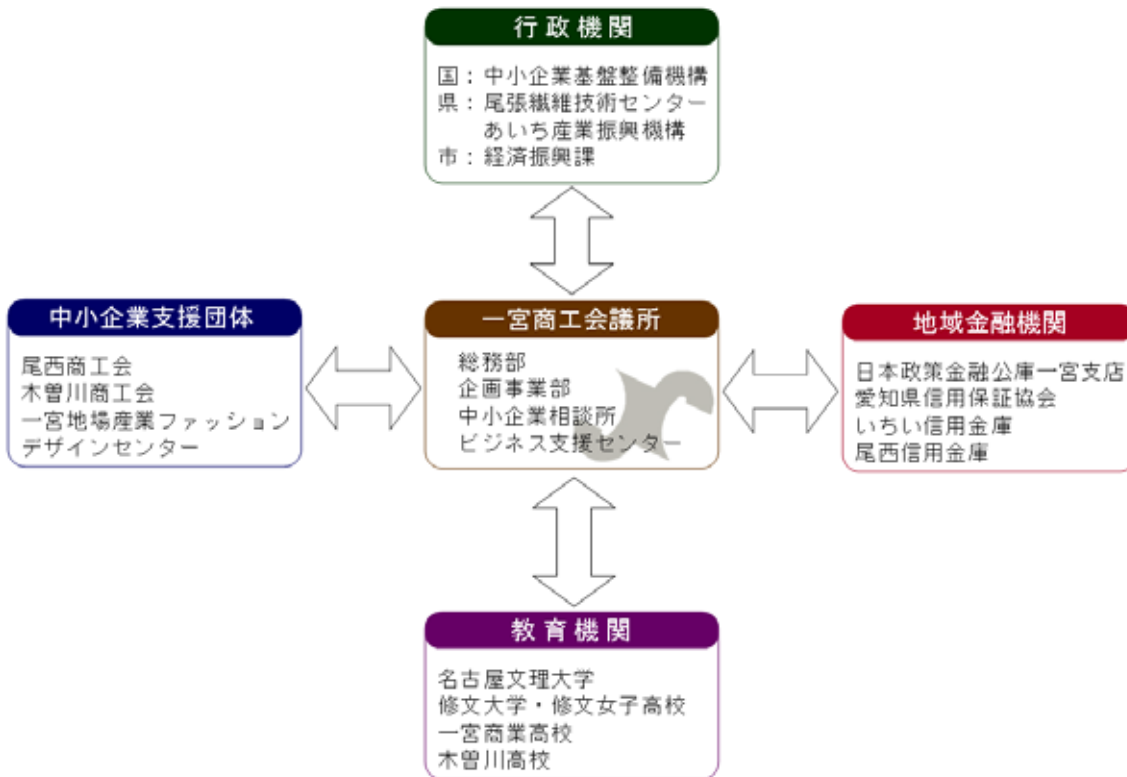 行政機関
国：中小企業基盤整備機構
県：尾張繊維技術センター
あいち産業振興機構
市：経済振興課
中小企業支援団体
尾西商工会
木曽川商工会
一宮地場産業ファッション
デザインセンター
一宮商工会議所
総務部
企画事業部
中小企業相談所
ビジネス支援センター
地域金融機関
日本政策金融公庫一宮支店
愛知県信用保証協会
いちい信用金庫
尾西信用金庫
教育機関
名古屋文理大学
修文大学・修文女子高校
一宮商業高校
木曽川高校